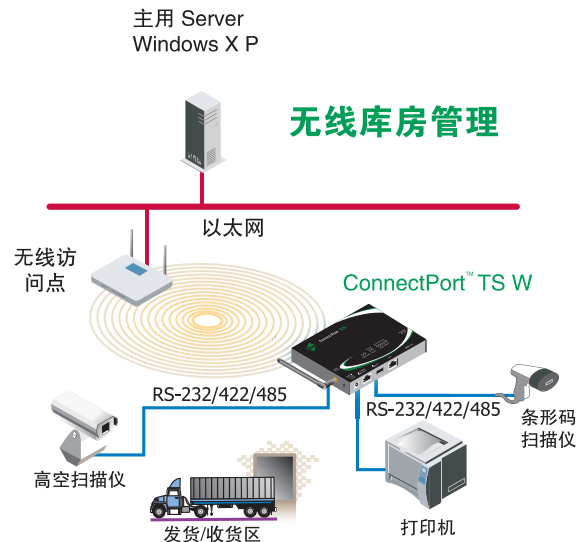 主用 Server
Windows X P
无线库房管理
以太网
无线访
问点
ConnectPort™ TS W
RS-232/422/485
RS-232/422/485
条形码
扫描仪
高空扫描仪
发货/收货区
打印机